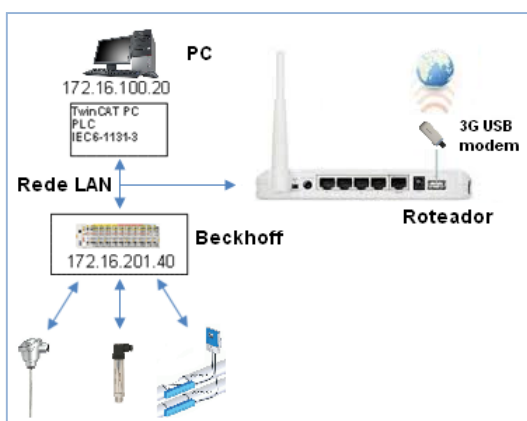 PC
172.16.100.20
TwinCAT PC
PLC
IEC6-1131-3
3G USB
modem
Rede LAN
Roteador
Beckhoff
172.16.201.40